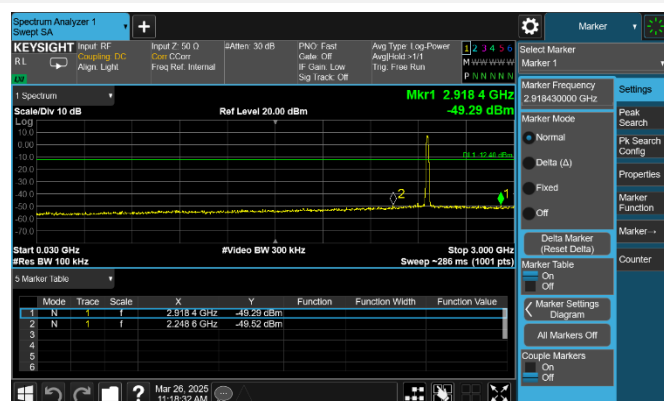 Spectrum Analyzer 1
Swept SA
Marker
KEYSIGHT Input: RF Input Z: 50 Ω #Atten: 30 dB PNO: Fast Avg Type: Log-Power 1 2 3 4 5 6
RL Coupling: DC Corr CCorr Gate: Off Avg|Hold:>1/1 M W W W W W
Align: Light Freq Ref: Internal IF Gain: Low Trig: Free Run
Sig Track: Off P N N N N N
Select Marker
Marker 1
1 Spectrum
Mkr1 2.918 4 GHz
Scale/Div 10 dB Ref Level 20.00 dBm -49.29 dBm
Log
10.0
0.00
-10.0
-20.0
-30.0
-40.0
-50.0
-60.0
-70.0
2
1
Start 0.030 GHz #Video BW 300 kHz Stop 3.000 GHz
#Res BW 100 kHz Sweep ~286 ms (1001 pts)
5 Marker Table
Mode Trace Scale X Y Function Function Width Function Value
1 N 1 f 2.918 4 GHz -49.29 dBm
2 N 1 f 2.248 6 GHz -49.52 dBm
3
4
5
6
Marker Frequency
2.918430000 GHz
Marker Mode
Normal
Delta (Δ)
Fixed
Off
Delta Marker
(Reset Delta)
Marker Table
On
Off
Marker Settings
Diagram
All Markers Off
Couple Markers
On
Off
Settings
Peak
Search
Pk Search
Config
Properties
Marker
Function
Marker→
Counter
Mar 26, 2025
11:18:32 AM